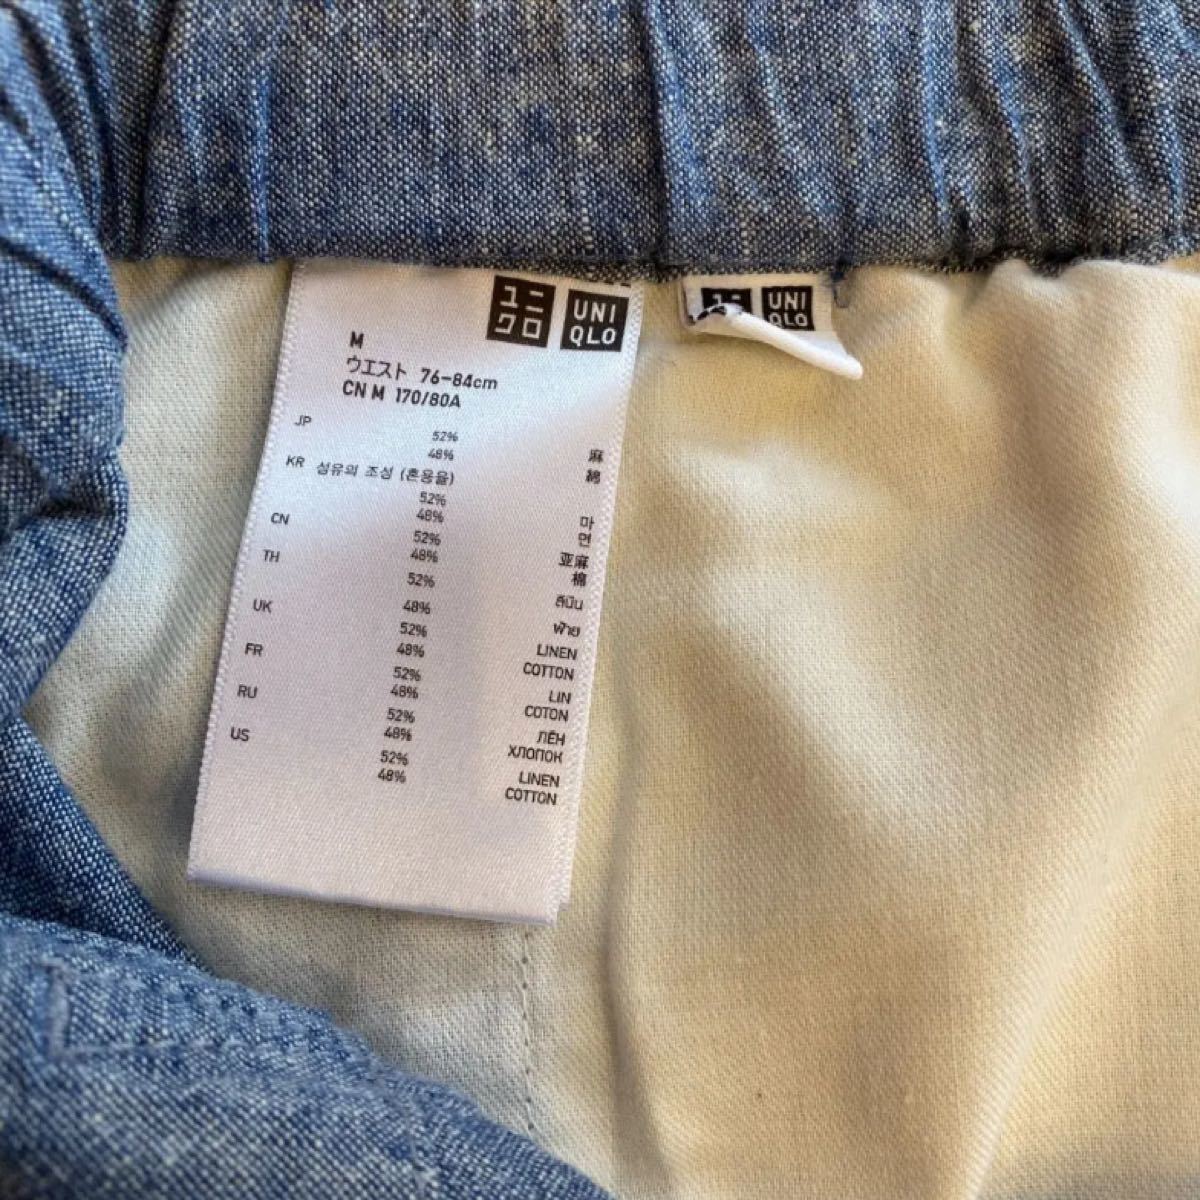 ユニ
クロ
UNI
QLO
ユニ
UNI
QLO
M
ウエスト 76-84cm
CN M 170/80A
JP 52% 麻
48% 綿
KR 섬유의 조성 (혼용율)
52% 마
48% 면
CN 52% 亚麻
48% 棉
TH 52% ลินิน
48% ฝ้าย
UK 52% LINEN
48% COTTON
FR 52% LIN
48% COTON
RU 52% ЛЁН
48% ХЛОПОК
US 52% LINEN
48% COTTON